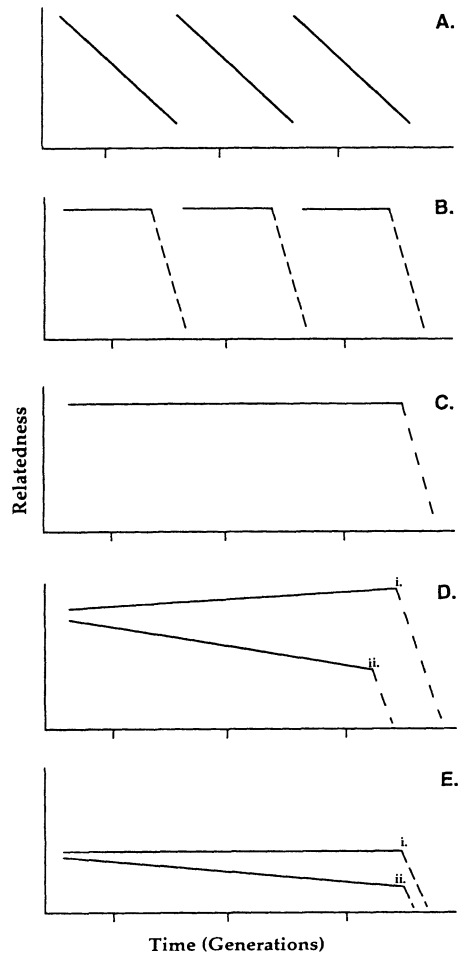 A.
B.
C.
Relatedness
i.
D.
ii.
E.
i.
ii.
Time (Generations)